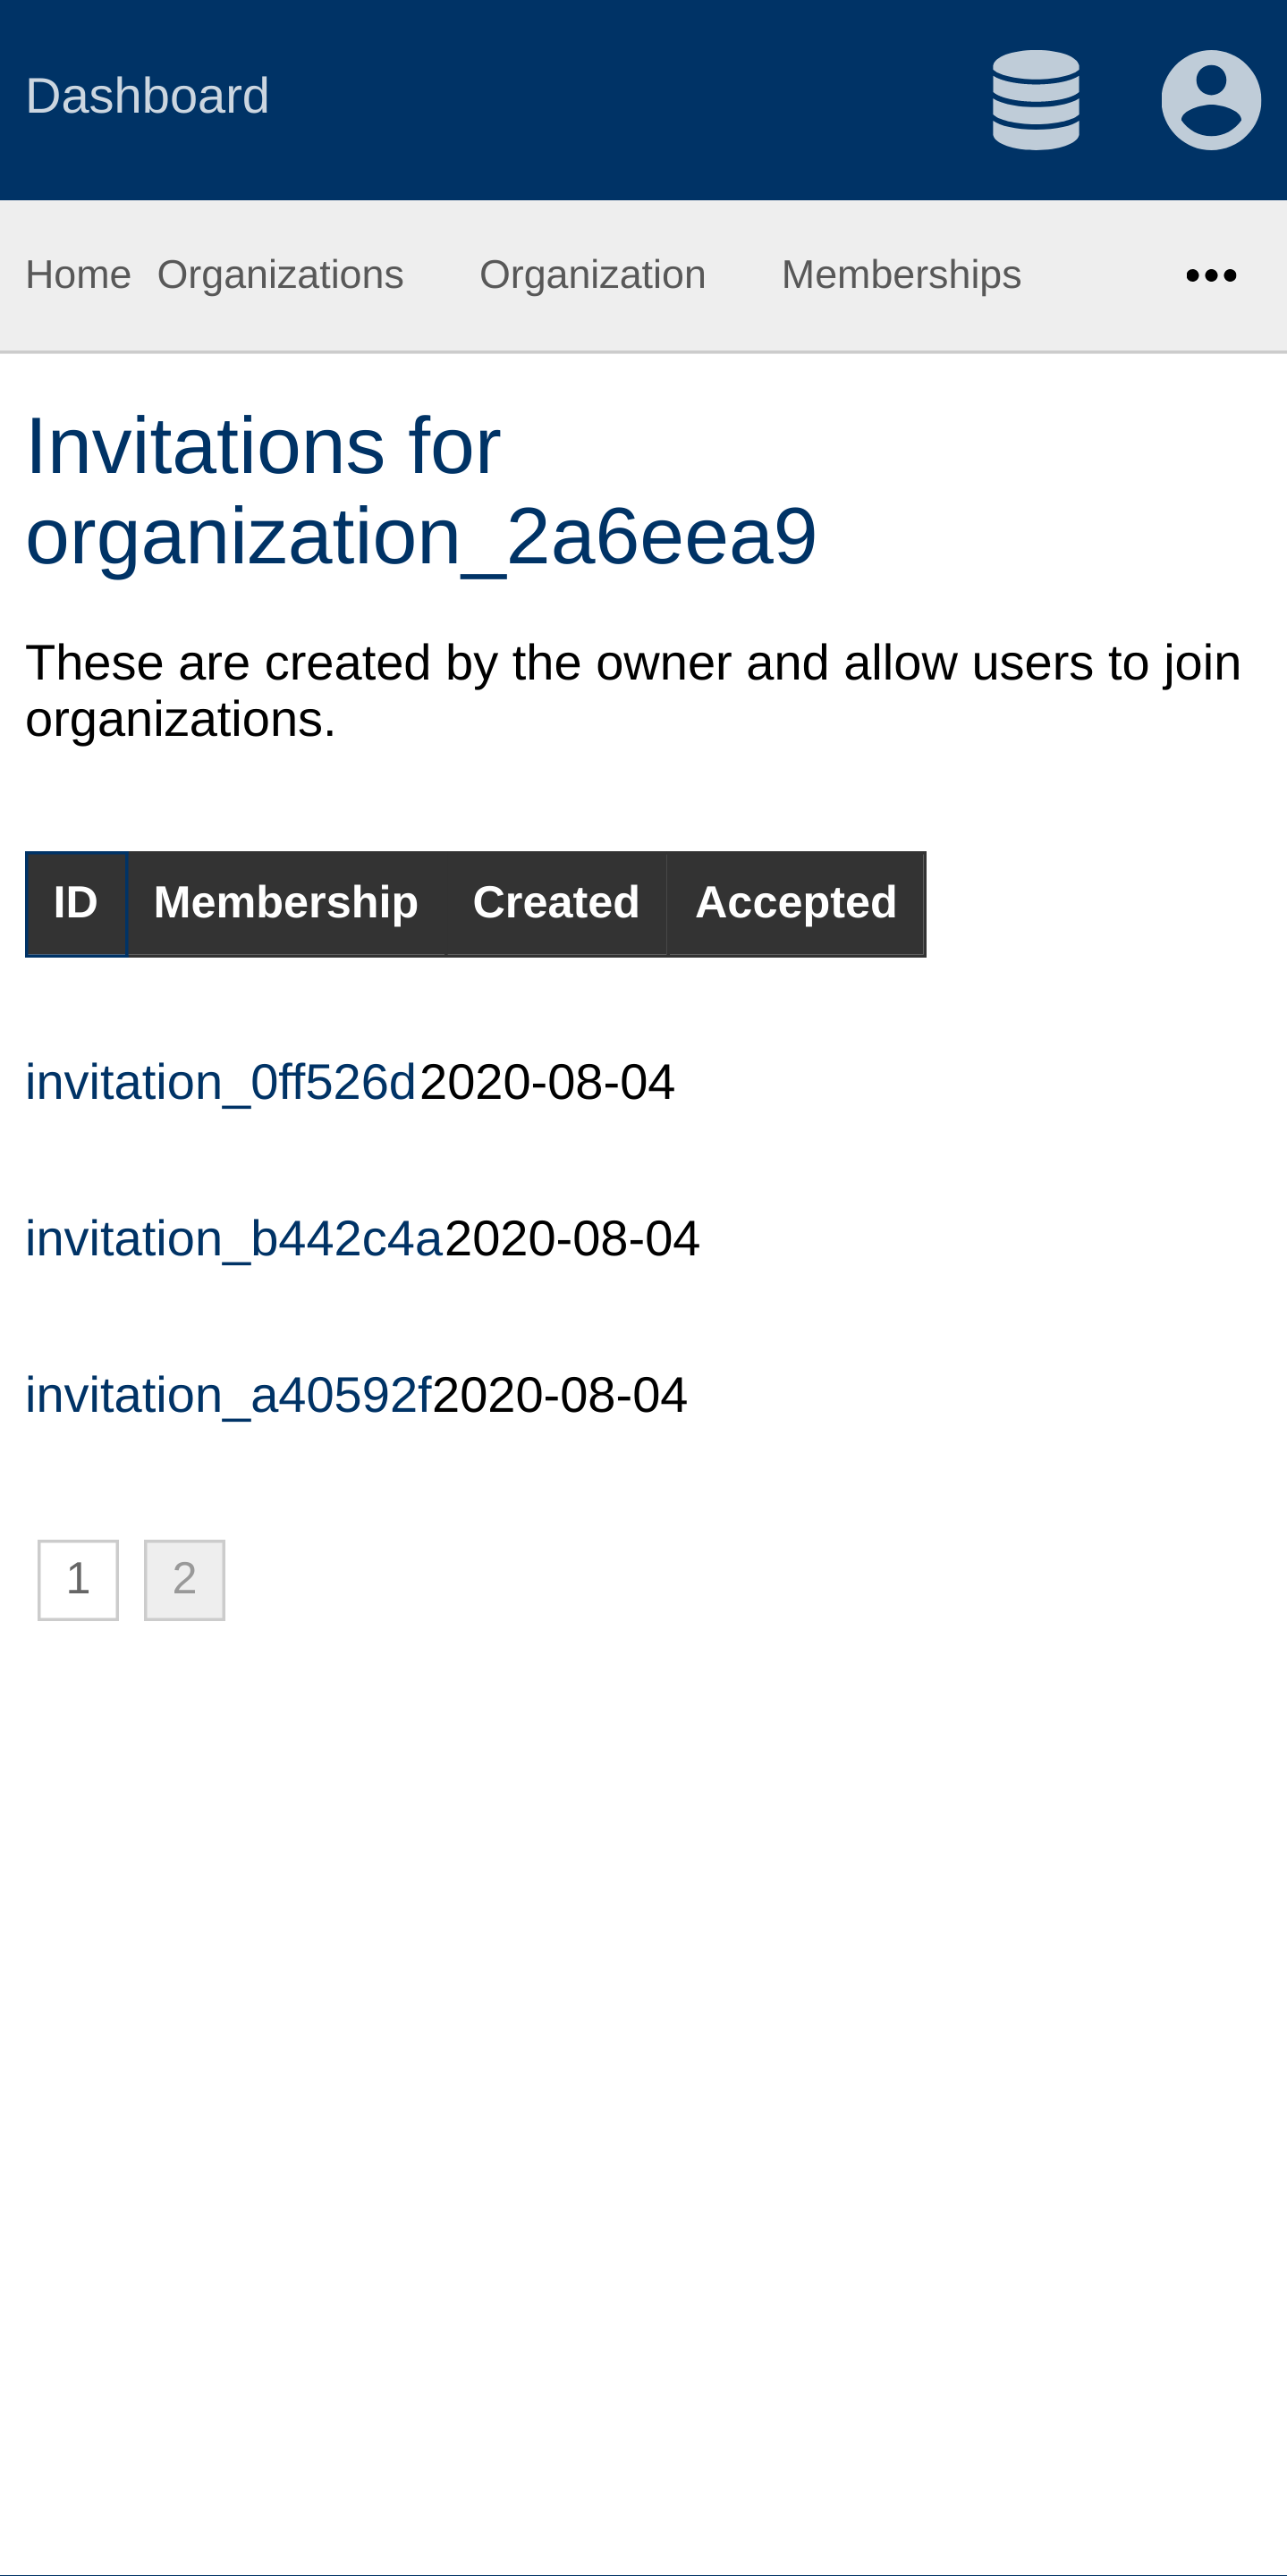 Dashboard
Home Organizations Organization Memberships
Invitations for
organization_2a6eea9
These are created by the owner and allow users to join
organizations.
ID Membership Created Accepted
invitation_0ff526d2020-08-04
invitation_b442c4a2020-08-04
invitation_a40592f2020-08-04
1 2